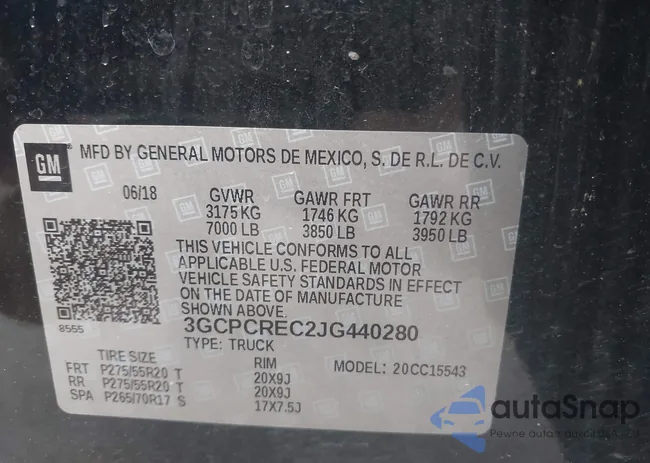 GM
MFD BY GENERAL MOTORS DE MEXICO, S. DE R.L. DE C.V.
06/18 GVWR GAWR FRT GAWR RR
3175 KG 1746 KG 1792 KG
7000 LB 3850 LB 3950 LB
THIS VEHICLE CONFORMS TO ALL
APPLICABLE U.S. FEDERAL MOTOR
VEHICLE SAFETY STANDARDS IN EFFECT
ON THE DATE OF MANUFACTURE
SHOWN ABOVE.
8555
3GCPCREC2JG440280
TYPE: TRUCK
TIRE SIZE RIM MODEL: 20CC15543
FRT P275/55R20 T 20X9J
RR P275/55R20 T 20X9J
SPA P265/70R17 S 17X7.5J
autoSnap